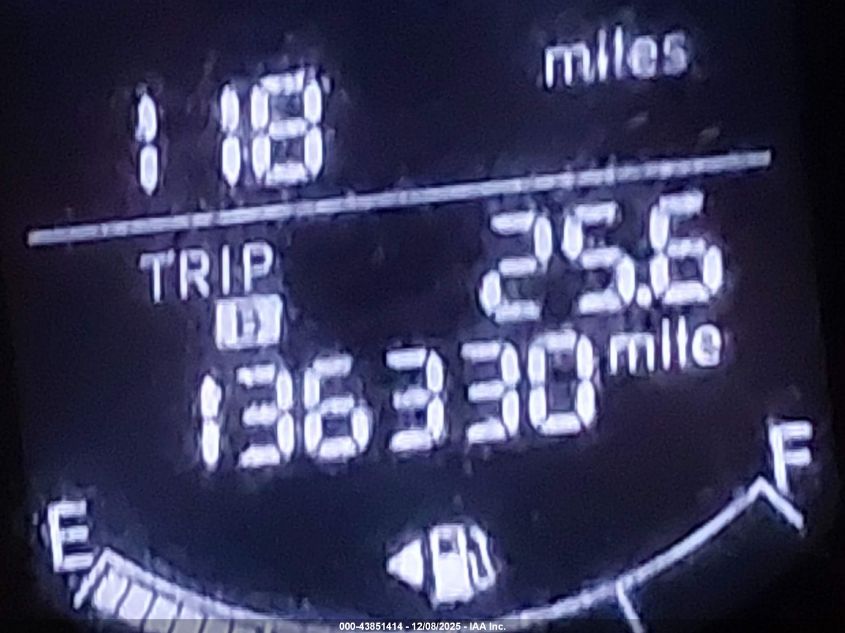 118 miles
TRIP 25.6
136330 mile
E F
000-43851414 - 12/08/2025 - IAA Inc.